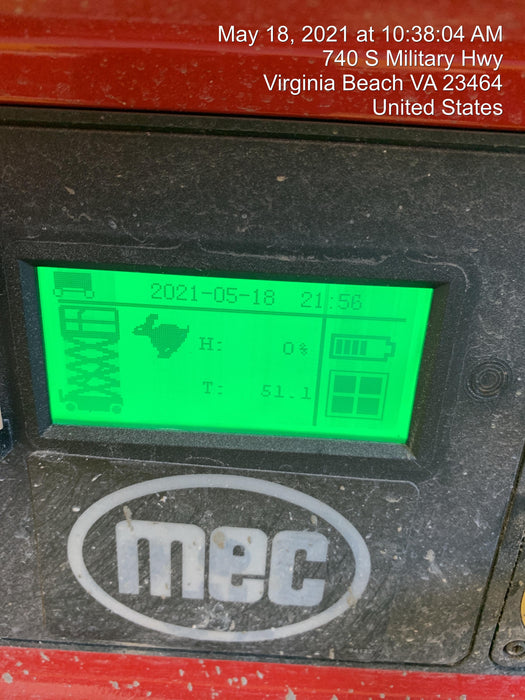 May 18, 2021 at 10:38:04 AM
740 S Military Hwy
Virginia Beach VA 23464
United States
2021-05-18 21:56
H: 0%
T: 51.1
mec